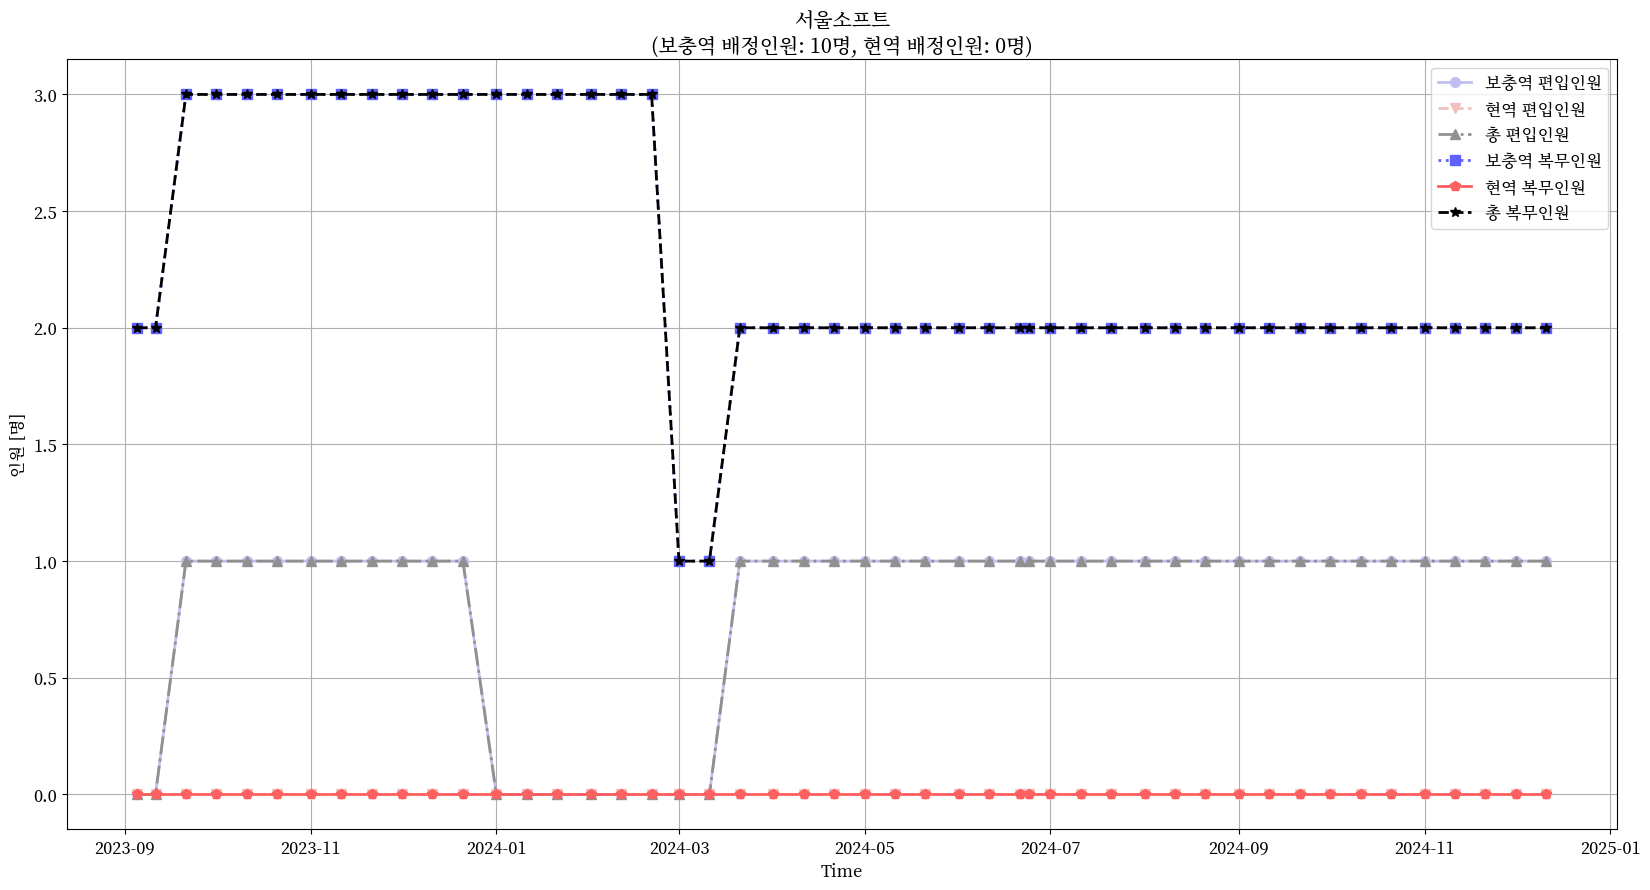 서울소프트
(보충역 배정인원: 10명, 현역 배정인원: 0명)
보충역 편입인원
현역 편입인원
총 편입인원
보충역 복무인원
현역 복무인원
총 복무인원
인원 [명]
3.0
2.5
2.0
1.5
1.0
0.5
0.0
2023-09
2023-11
2024-01
2024-03
2024-05
2024-07
2024-09
2024-11
2025-01
Time